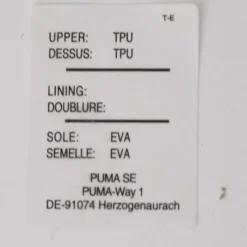 T-E
UPPER: TPU
DESSUS: TPU
LINING:
DOUBLURE:
SOLE: EVA
SEMELLE: EVA
PUMA SE
PUMA-Way 1
DE-91074 Herzogenaurach